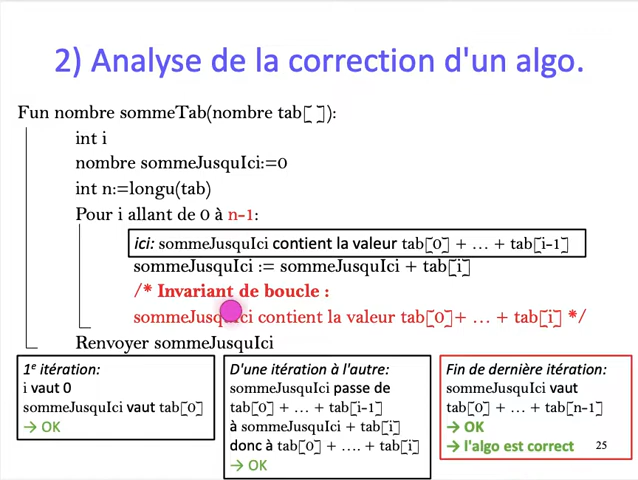 2) Analyse de la correction d'un algo.
Fun nombre sommeTab(nombre tab[ ]):
int i
nombre sommeJusquIci:=0
int n:=longu(tab)
Pour i allant de 0 à n-1:
ici: sommeJusquIci contient la valeur tab[0] + ... + tab[i-1]
sommeJusquIci := sommeJusquIci + tab[i]
/* Invariant de boucle :
sommeJusquIci contient la valeur tab[0]+ ... + tab[i] */
Renvoyer sommeJusquIci
1e itération:
i vaut 0
sommeJusquIci vaut tab[0]
→ OK
D'une itération à l'autre:
sommeJusquIci passe de
tab[0] + ... + tab[i-1]
à sommeJusquIci + tab[i]
donc à tab[0] + .... + tab[i]
→ OK
Fin de dernière itération:
sommeJusquIci vaut
tab[0] + ... + tab[n-1]
→ OK
→ l'algo est correct
25